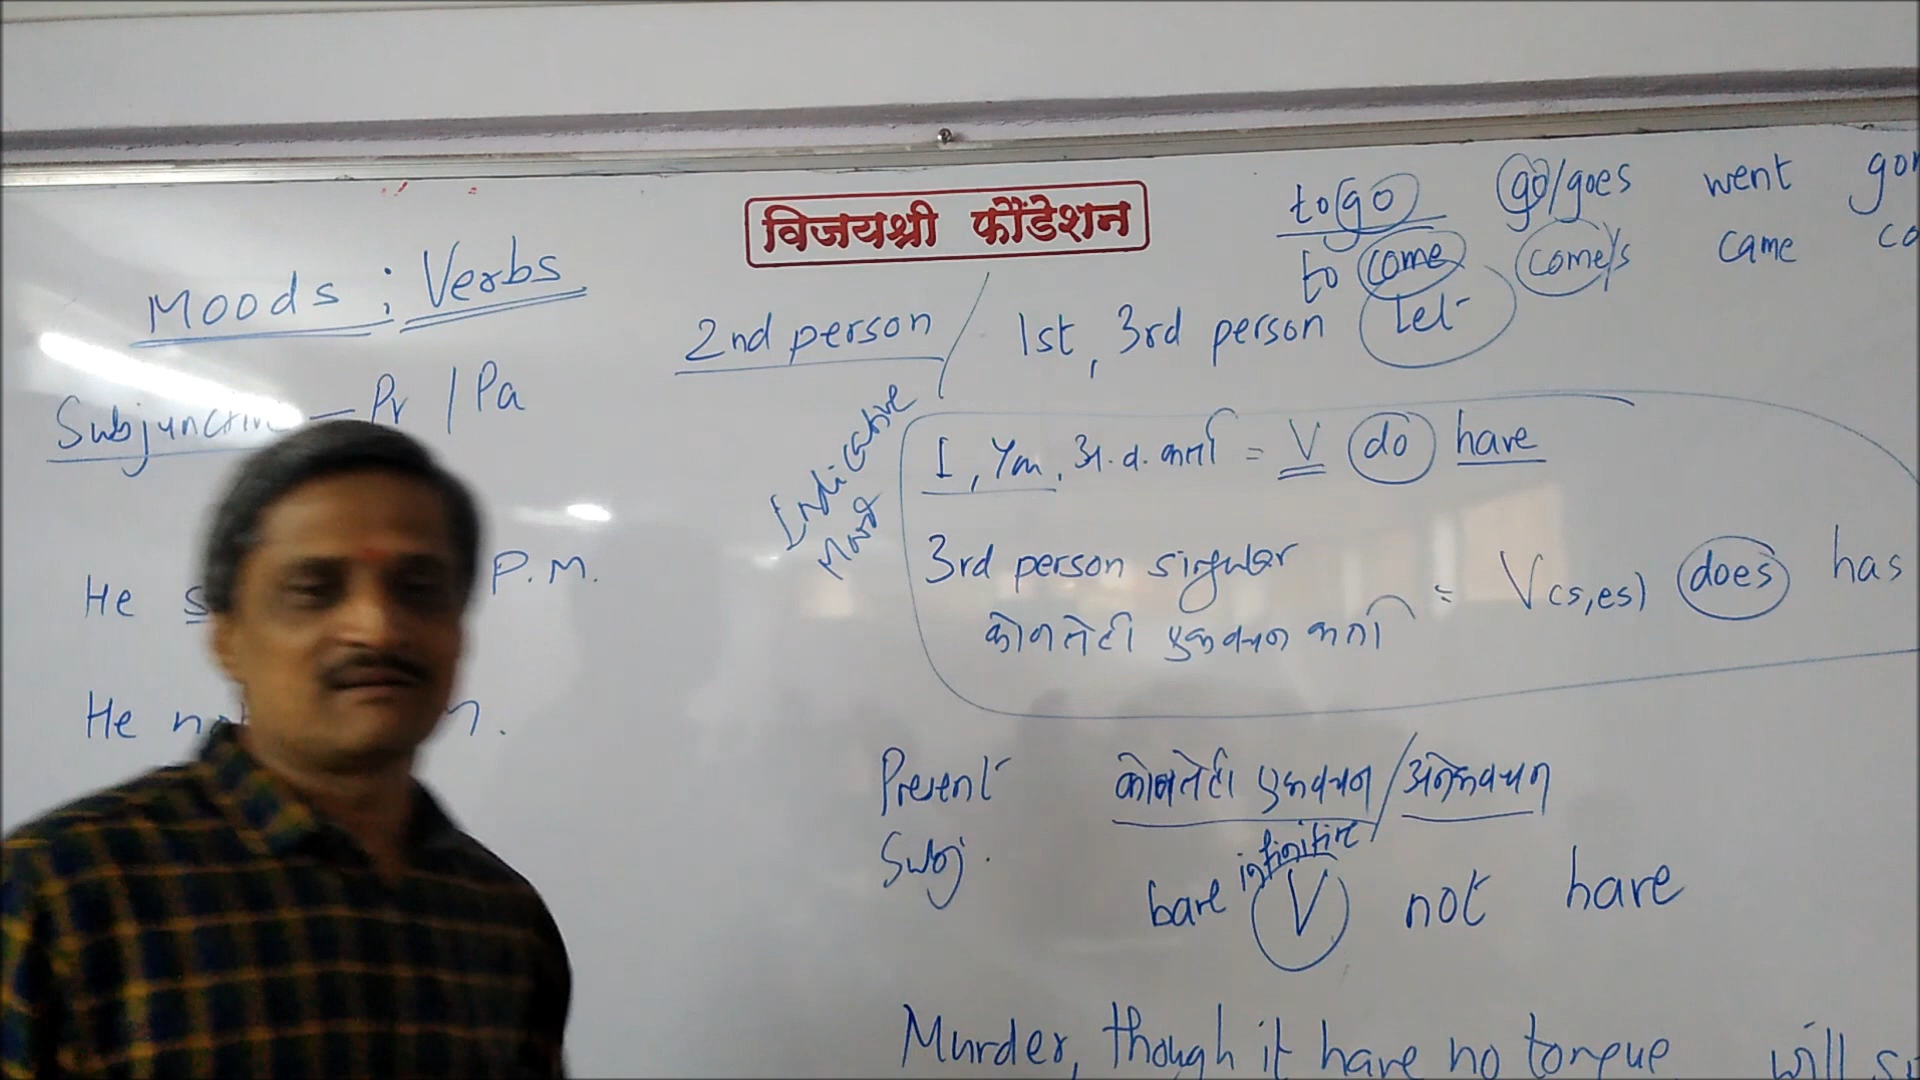 विजयश्री फौंडेशन
to go go/goes went
to come come/s came
Moods ; Verbs
2nd person / 1st, 3rd person Let
Subjunctive – Pr / Pa
Indicative Mood
I, You, अ.व. कर्ता = V do have
He P.M.
3rd person singular = V(s,es) does has
कोणतेही एकवचन कर्ता
He
Present कोणतेही एकवचन / अनेकवचन
Subj. bare infinitive V not have
Murder, though it have no tongue will